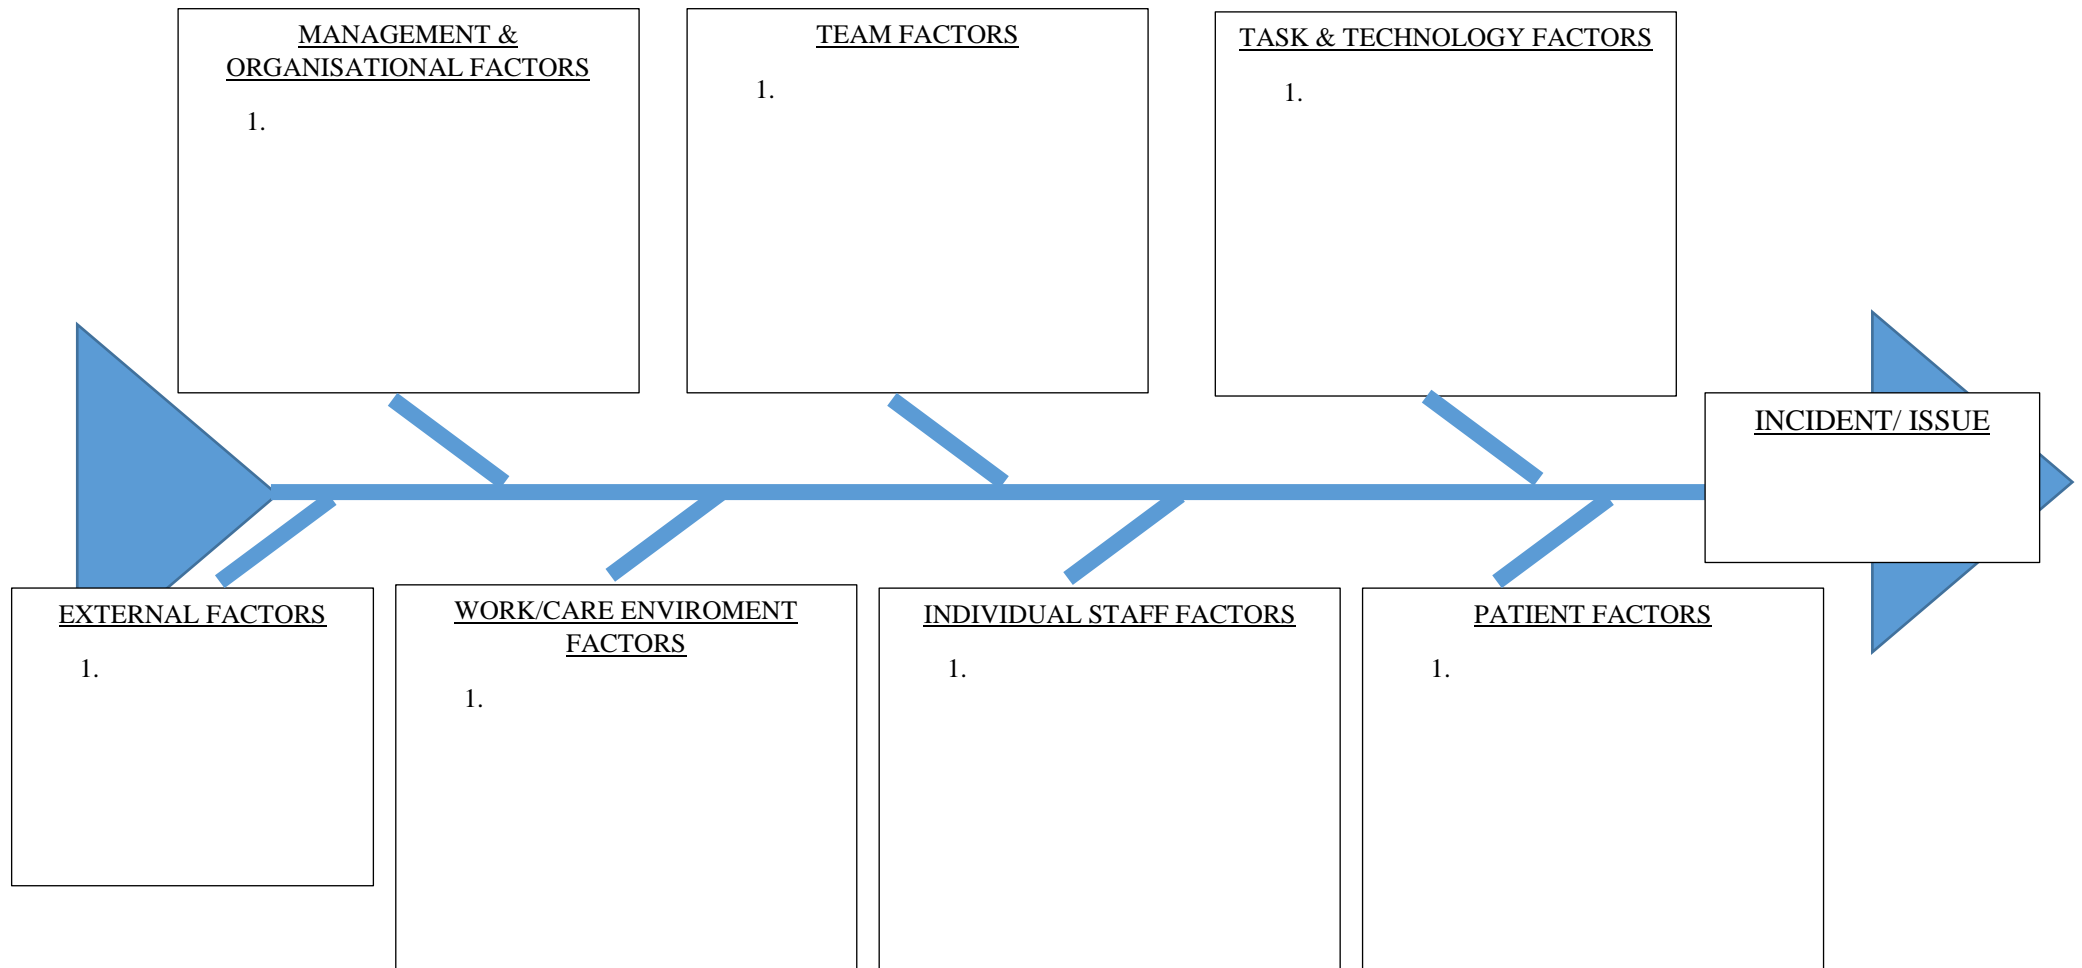 MANAGEMENT &
ORGANISATIONAL FACTORS
1.
TEAM FACTORS
1.
TASK & TECHNOLOGY FACTORS
1.
INCIDENT/ ISSUE
EXTERNAL FACTORS
1.
WORK/CARE ENVIROMENT
FACTORS
1.
INDIVIDUAL STAFF FACTORS
1.
PATIENT FACTORS
1.